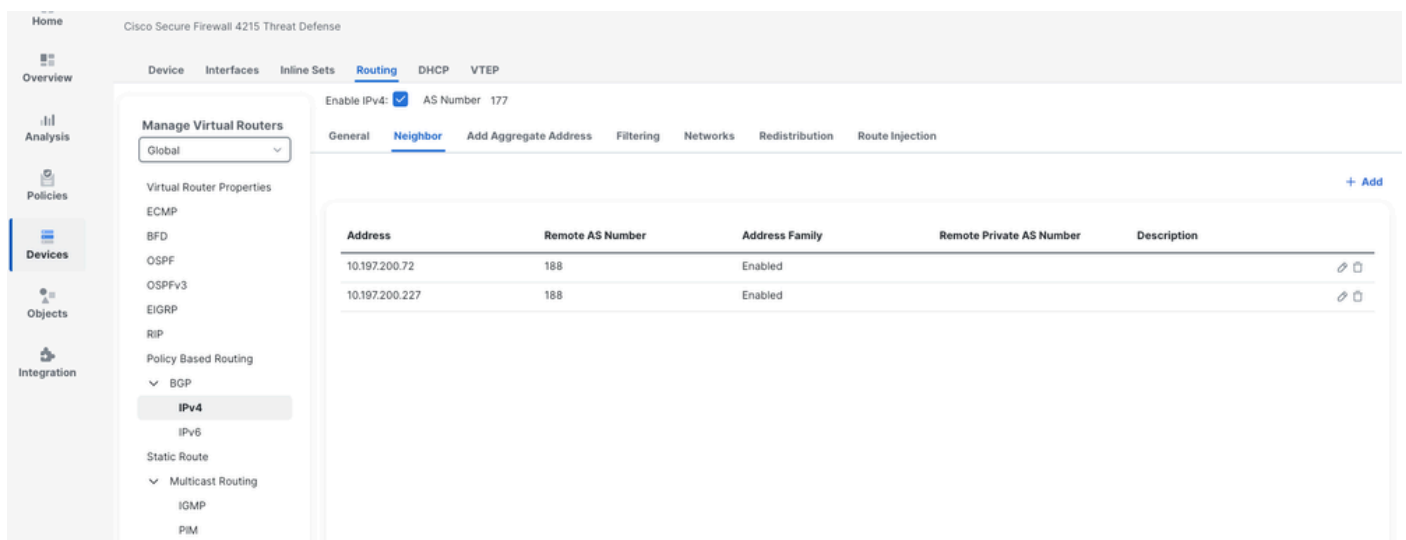 Home
Overview
Analysis
Policies
Devices
Objects
Integration
Cisco Secure Firewall 4215 Threat Defense
Device Interfaces Inline Sets Routing DHCP VTEP
Manage Virtual Routers
Global
Virtual Router Properties
ECMP
BFD
OSPF
OSPFv3
EIGRP
RIP
Policy Based Routing
BGP
IPv4
IPv6
Static Route
Multicast Routing
IGMP
PIM
Enable IPv4: AS Number 177
General Neighbor Add Aggregate Address Filtering Networks Redistribution Route Injection
+ Add
Address Remote AS Number Address Family Remote Private AS Number Description
10.197.200.72 188 Enabled
10.197.200.227 188 Enabled